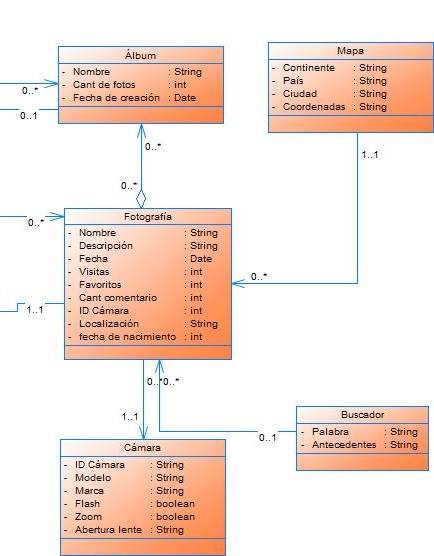 Álbum
- Nombre : String
- Cant de fotos : int
- Fecha de creación : Date
Mapa
- Continente : String
- País : String
- Ciudad : String
- Coordenadas : String
0..*
0..1
0..*
1..1
0..*
Fotografía
- Nombre : String
- Descripción : String
- Fecha : Date
- Visitas : int
- Favoritos : int
- Cant comentario : int
- ID Cámara : int
- Localización : String
- fecha de nacimiento : int
0..*
0..*
1..1
0..*0..*
1..1
0..1
Buscador
- Palabra : String
- Antecedentes : String
Cámara
- ID Cámara : String
- Modelo : String
- Marca : String
- Flash : boolean
- Zoom : boolean
- Abertura lente : String